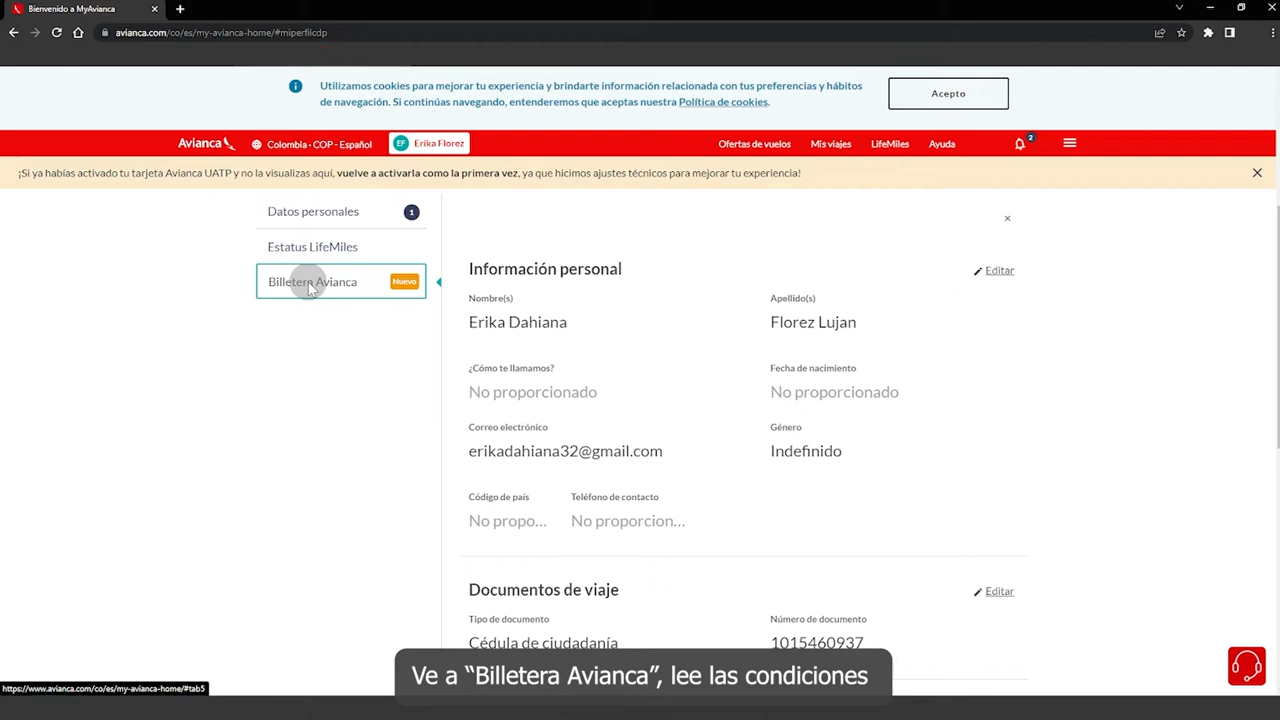 Bienvenido a MyAvianca
avianca.com/co/es/my-avianca-home/#miperfilcdp
Utilizamos cookies para mejorar tu experiencia y brindarte información relacionada con tus preferencias y hábitos
de navegación. Si continúas navegando, entenderemos que aceptas nuestra Política de cookies.
Acepto
Avianca
Colombia - COP - Español
EF Erika Florez
Ofertas de vuelos
Mis viajes
LifeMiles
Ayuda
2
¡Si ya habías activado tu tarjeta Avianca UATP y no la visualizas aquí, vuelve a activarla como la primera vez, ya que hicimos ajustes técnicos para mejorar tu experiencia!
Datos personales 1
Estatus LifeMiles
Billetera Avianca Nuevo
Información personal
Editar
Nombre(s)
Erika Dahiana
Apellido(s)
Florez Lujan
¿Cómo te llamamos?
No proporcionado
Fecha de nacimiento
No proporcionado
Correo electrónico
erikadahiana32@gmail.com
Género
Indefinido
Código de país
No propo...
Teléfono de contacto
No proporcion...
Documentos de viaje
Editar
Tipo de documento
Cédula de ciudadanía
Número de documento
1015460937
Ve a “Billetera Avianca”, lee las condiciones
https://www.avianca.com/co/es/my-avianca-home/#tab5